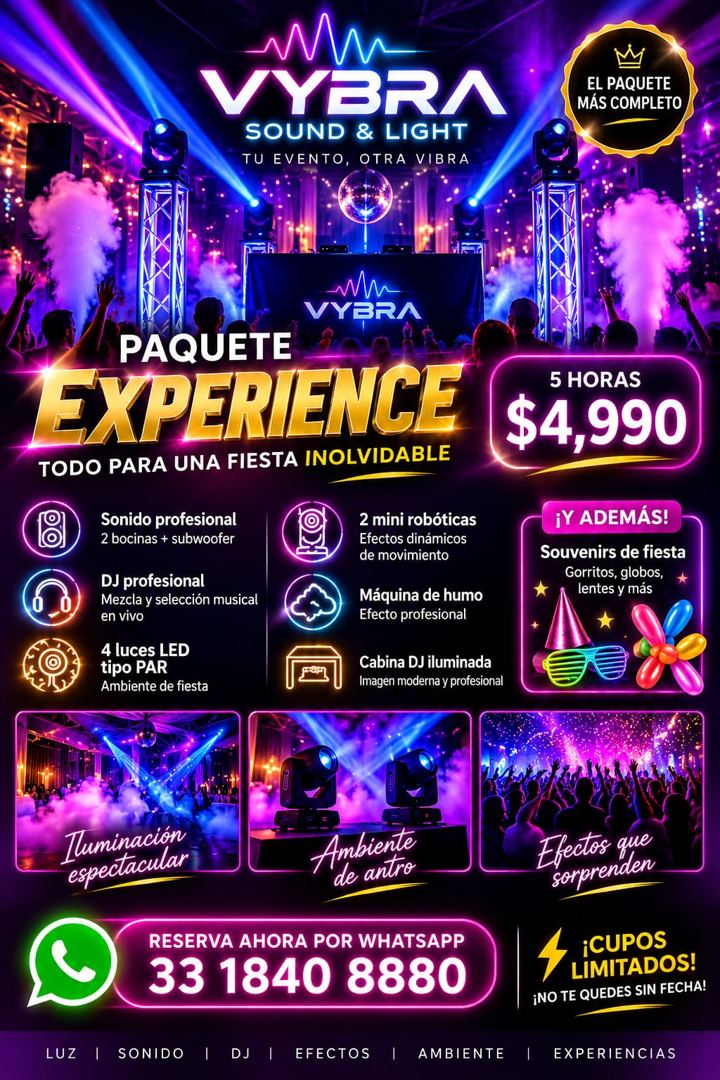 VYBRA
SOUND & LIGHT
TU EVENTO, OTRA VIBRA
EL PAQUETE
MÁS COMPLETO
VYBRA
PAQUETE
EXPERIENCE
TODO PARA UNA FIESTA INOLVIDABLE
5 HORAS
$4,990
Sonido profesional
2 bocinas + subwoofer
DJ profesional
Mezcla y selección musical
en vivo
4 luces LED
tipo PAR
Ambiente de fiesta
2 mini robóticas
Efectos dinámicos
de movimiento
Máquina de humo
Efecto profesional
Cabina DJ iluminada
Imagen moderna y profesional
¡Y ADEMÁS!
Souvenirs de fiesta
Gorritos, globos,
lentes y más
Iluminación
espectacular
Ambiente
de antro
Efectos que
sorprenden
RESERVA AHORA POR WHATSAPP
33 1840 8880
¡CUPOS
LIMITADOS!
¡NO TE QUEDES SIN FECHA!
LUZ | SONIDO | DJ | EFECTOS | AMBIENTE | EXPERIENCIAS